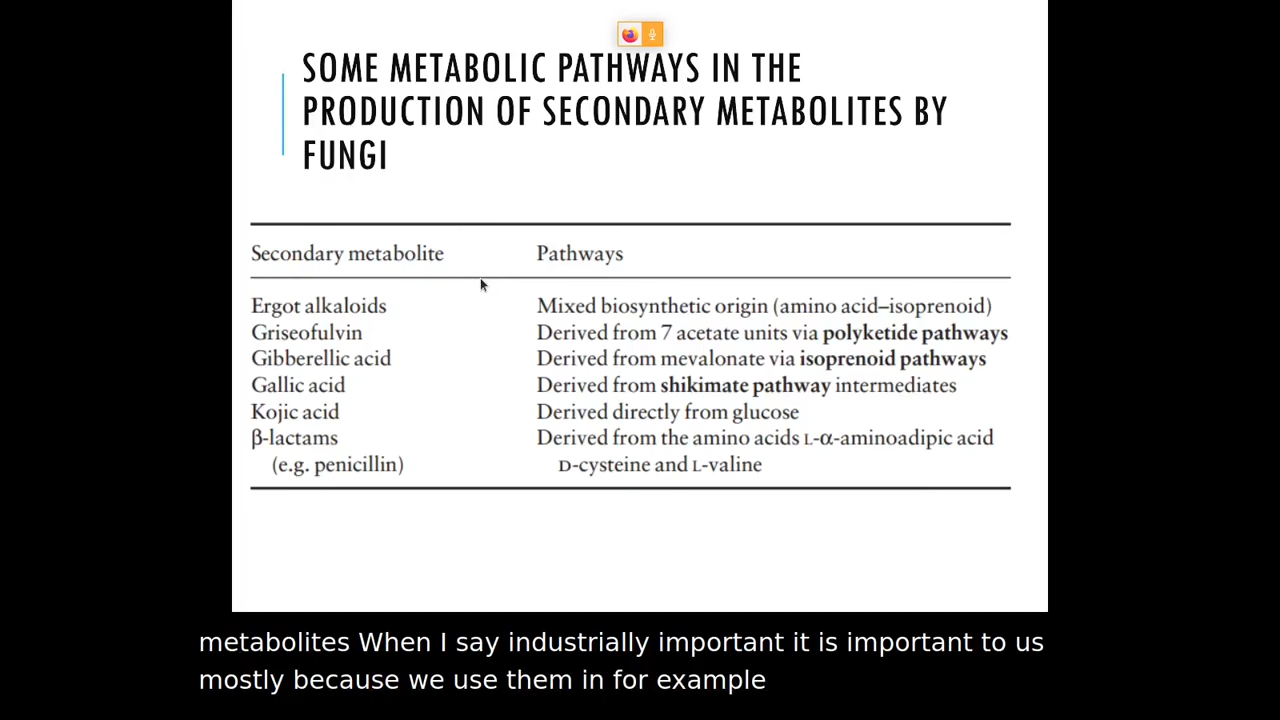 SOME METABOLIC PATHWAYS IN THE
PRODUCTION OF SECONDARY METABOLITES BY
FUNGI
Secondary metabolite Pathways
Ergot alkaloids Mixed biosynthetic origin (amino acid–isoprenoid)
Griseofulvin Derived from 7 acetate units via polyketide pathways
Gibberellic acid Derived from mevalonate via isoprenoid pathways
Gallic acid Derived from shikimate pathway intermediates
Kojic acid Derived directly from glucose
β-lactams Derived from the amino acids L-α-aminoadipic acid
(e.g. penicillin) D-cysteine and L-valine
metabolites When I say industrially important it is important to us
mostly because we use them in for example